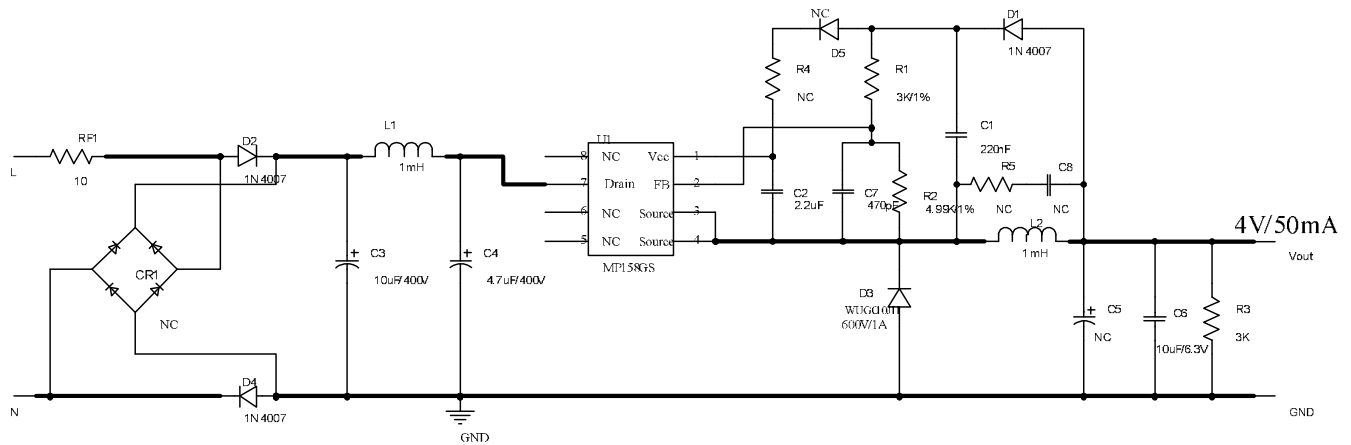 NC
D5
D1
1N4007
R4
NC
R1
3K/1%
C1
220nF
R5
NC
C8
NC
RF1
10
L
D2
1N4007
L1
1mH
U1
8 NC Vcc 1
7 Drain FB 2
6 NC Source 3
5 NC Source 4
MP158GS
C2
2.2uF
C7
470pF
R2
4.99K/1%
L2
1mH
4V/50mA
Vout
CR1
NC
C3
10uF/400V
C4
4.7uF/400V
D3
600V/1A
C5
NC
C6
10uF/6.3V
R3
3K
N
D4
1N4007
GND
GND